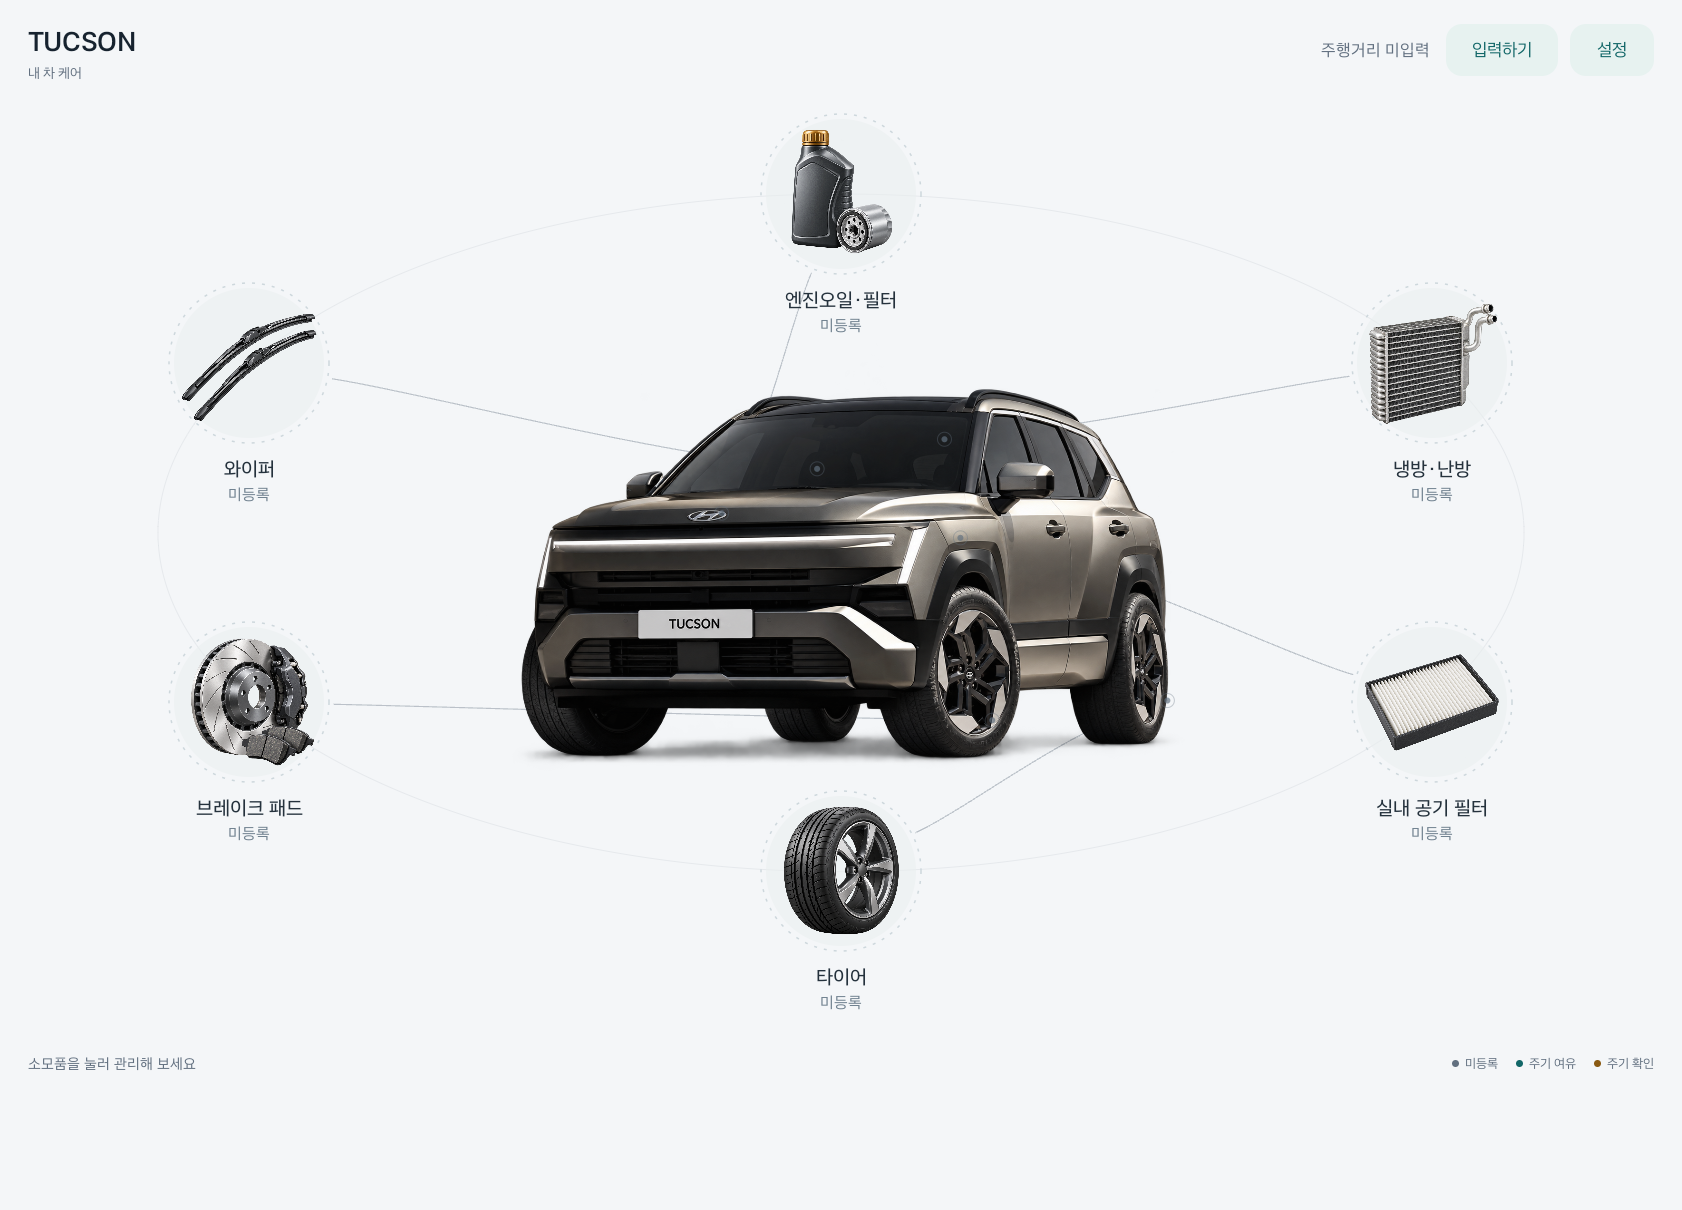 TUCSON
내 차 케어
주행거리 미입력
입력하기
설정
엔진오일·필터
미등록
와이퍼
미등록
냉방·난방
미등록
TUCSON
브레이크 패드
미등록
실내 공기 필터
미등록
타이어
미등록
소모품을 눌러 관리해 보세요
미등록
주기 여유
주기 확인